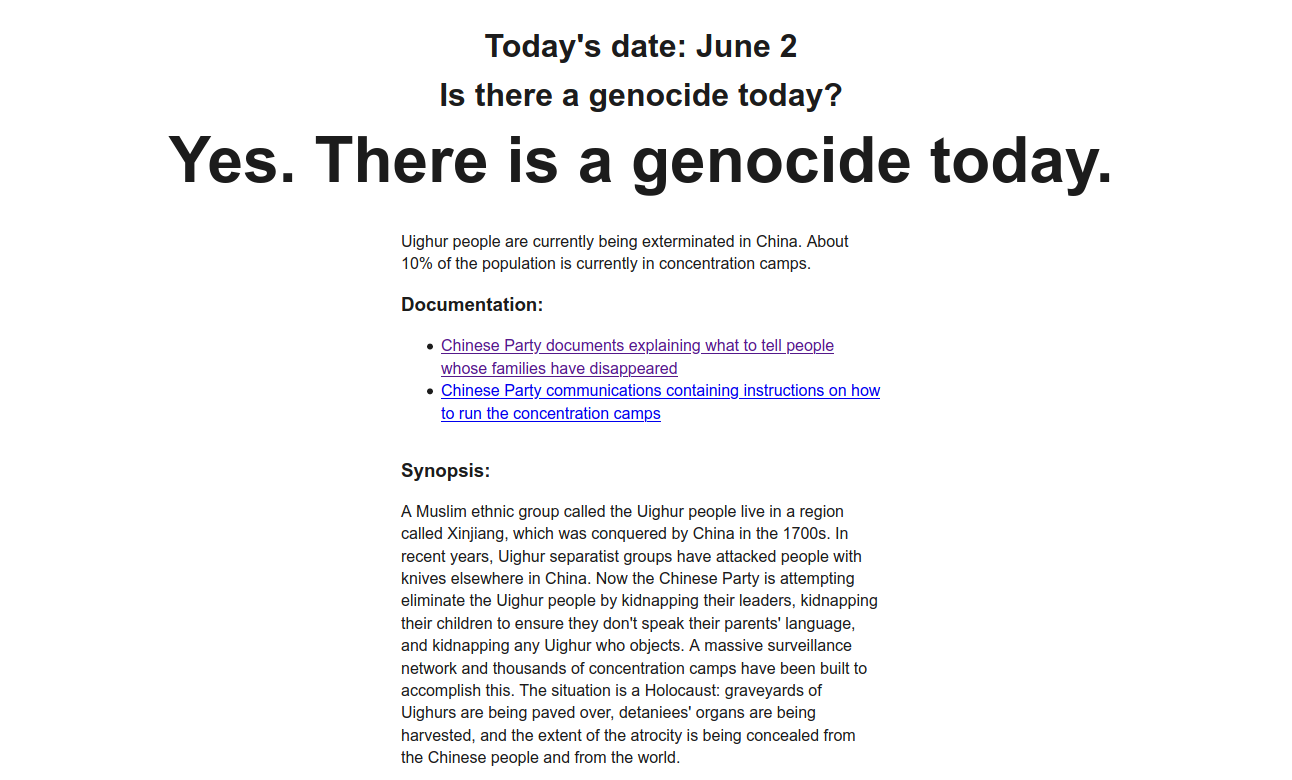 Today's date: June 2
Is there a genocide today?
Yes. There is a genocide today.
Uighur people are currently being exterminated in China. About
10% of the population is currently in concentration camps.
Documentation:
Chinese Party documents explaining what to tell people
whose families have disappeared
Chinese Party communications containing instructions on how
to run the concentration camps
Synopsis:
A Muslim ethnic group called the Uighur people live in a region
called Xinjiang, which was conquered by China in the 1700s. In
recent years, Uighur separatist groups have attacked people with
knives elsewhere in China. Now the Chinese Party is attempting
eliminate the Uighur people by kidnapping their leaders, kidnapping
their children to ensure they don't speak their parents' language,
and kidnapping any Uighur who objects. A massive surveillance
network and thousands of concentration camps have been built to
accomplish this. The situation is a Holocaust: graveyards of
Uighurs are being paved over, detaniees' organs are being
harvested, and the extent of the atrocity is being concealed from
the Chinese people and from the world.